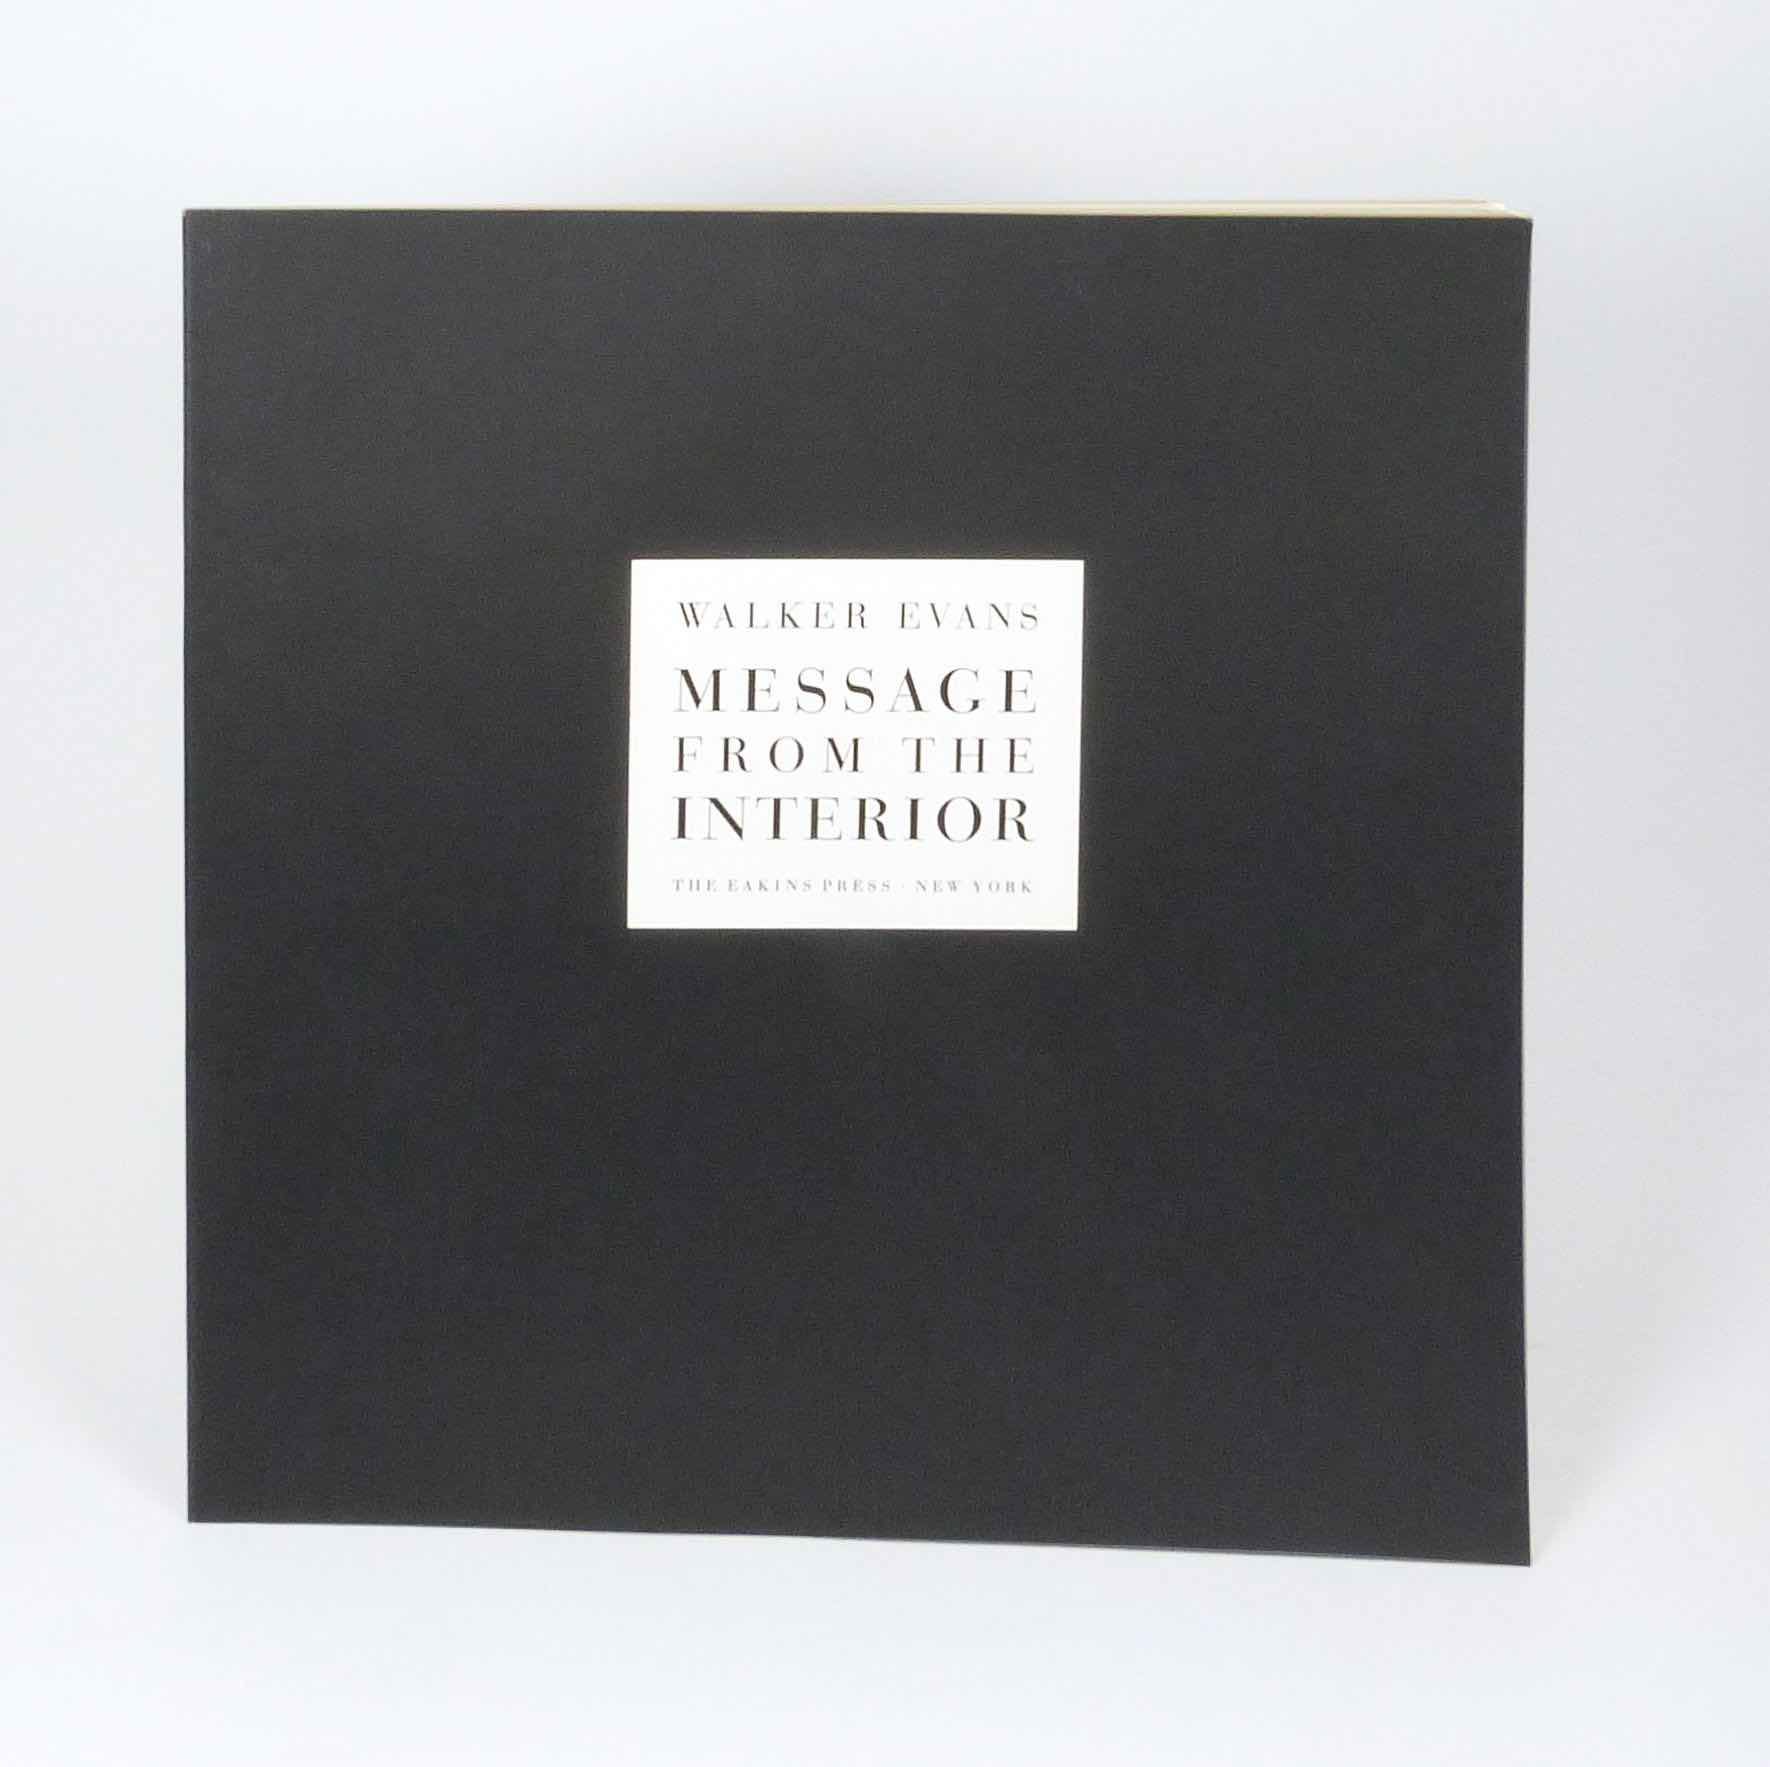 WALKER EVANS
MESSAGE
FROM THE
INTERIOR
THE EAKINS PRESS · NEW YORK